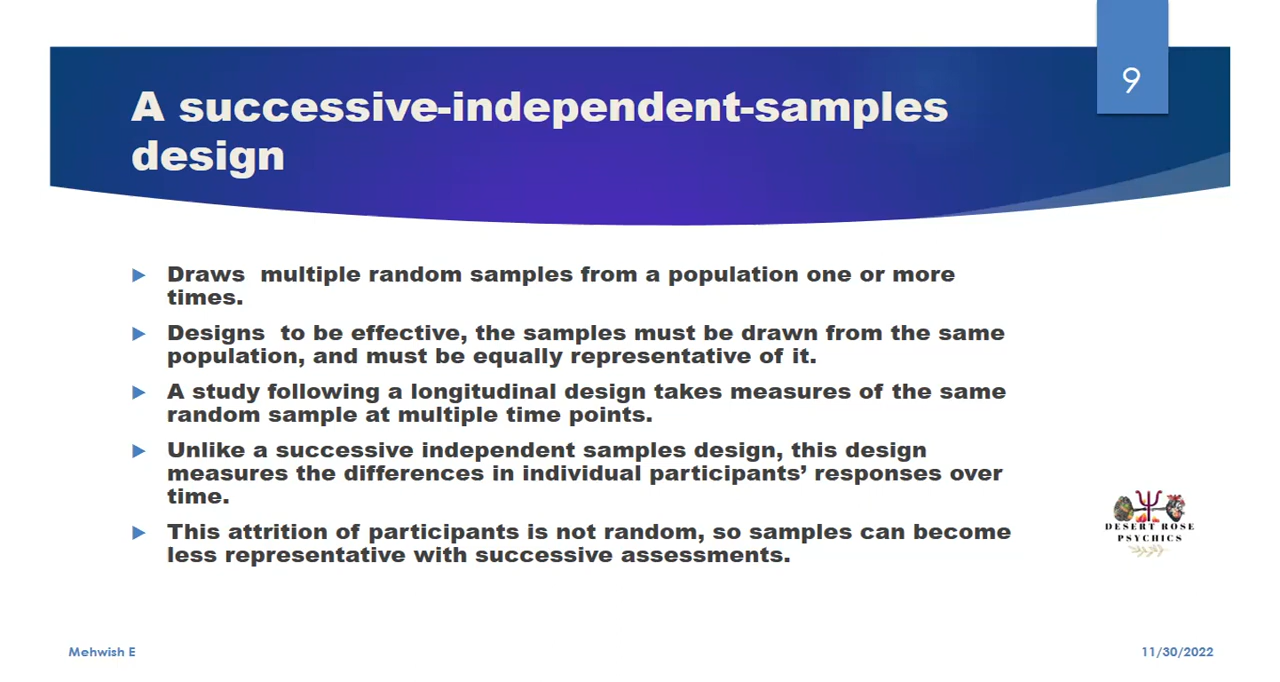 9
A successive-independent-samples
design
Draws  multiple random samples from a population one or more
times.
Designs  to be effective, the samples must be drawn from the same
population, and must be equally representative of it.
A study following a longitudinal design takes measures of the same
random sample at multiple time points.
Unlike a successive independent samples design, this design
measures the differences in individual participants’ responses over
time.
This attrition of participants is not random, so samples can become
less representative with successive assessments.
DESERT ROSE
PSYCHICS
Mehwish E
11/30/2022